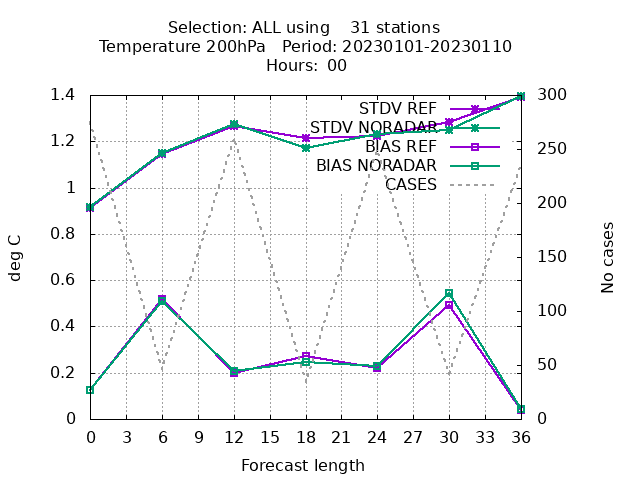 Selection: ALL using    31 stations
Temperature 200hPa   Period: 20230101-20230110
Hours:  00
STDV REF
STDV NORADAR
BIAS REF
BIAS NORADAR
CASES
deg C
1.4
1.2
1
0.8
0.6
0.4
0.2
0
300
250
200
150
100
50
0
No cases
0 3 6 9 12 15 18 21 24 27 30 33 36
Forecast length